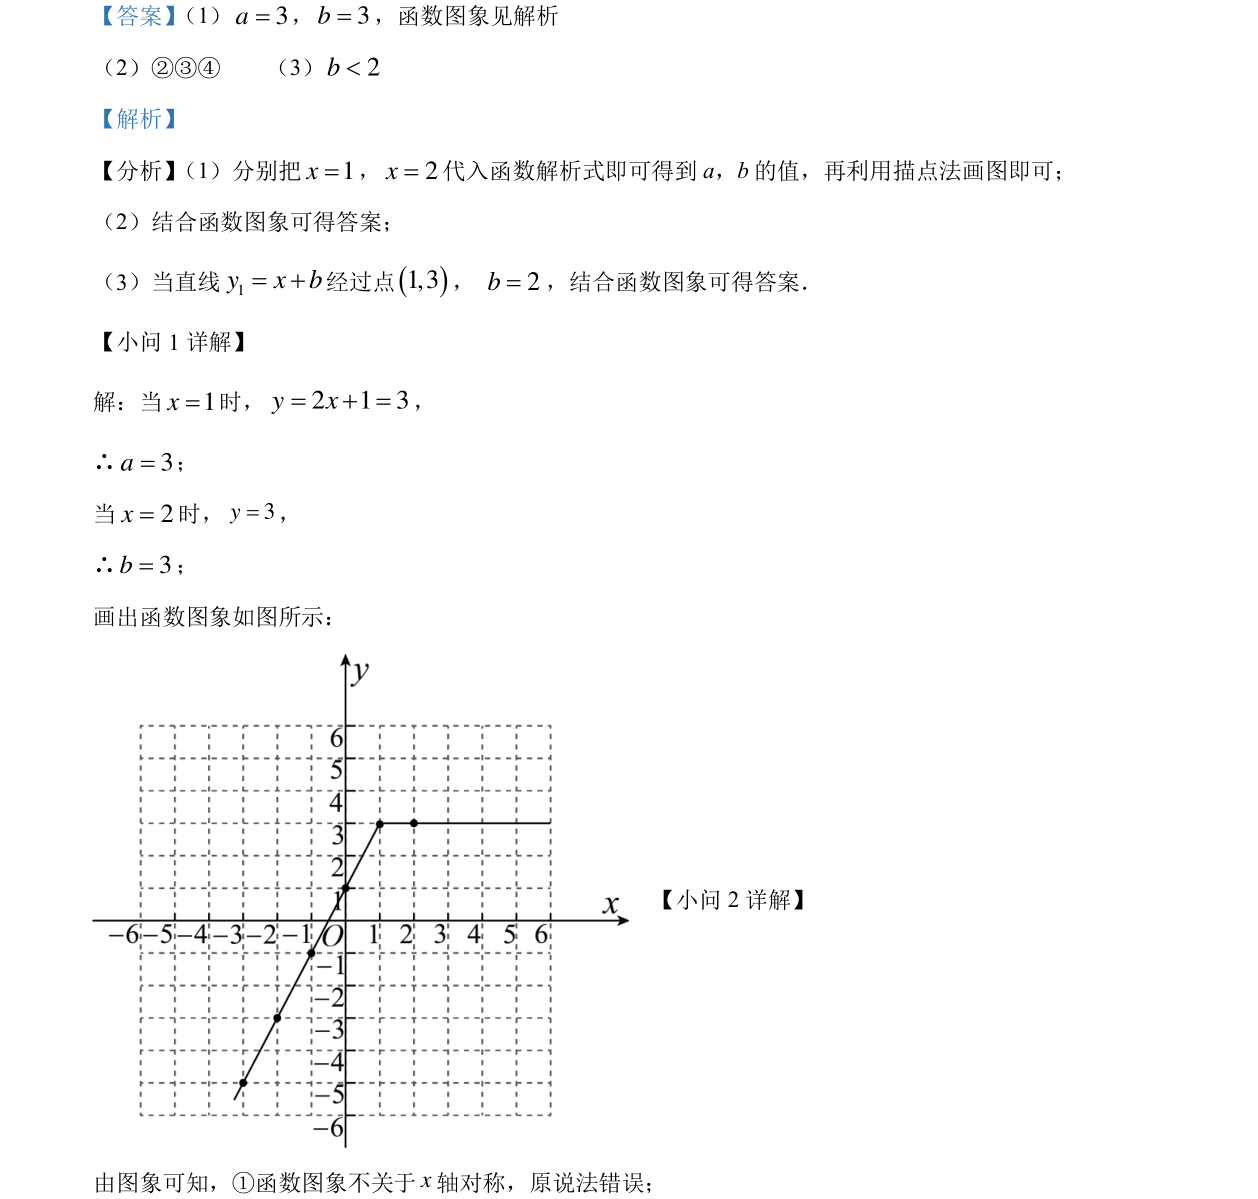 【答案】（1）a = 3，b = 3，函数图象见解析
（2）②③④ （3）b < 2
【解析】
【分析】（1）分别把 x = 1，x = 2 代入函数解析式即可得到 a，b 的值，再利用描点法画图即可；
（2）结合函数图象可得答案；
（3）当直线 y₁ = x + b 经过点 (1,3)， b = 2，结合函数图象可得答案．
【小问 1 详解】
解：当 x = 1 时， y = 2x + 1 = 3，
∴ a = 3；
当 x = 2 时， y = 3，
∴ b = 3；
画出函数图象如图所示：
y
6
5
4
3
2
1
x
【小问 2 详解】
−6 −5 −4 −3 −2 −1 O 1 2 3 4 5 6
−1
−2
−3
−4
−5
−6
由图象可知，①函数图象不关于 x 轴对称，原说法错误；